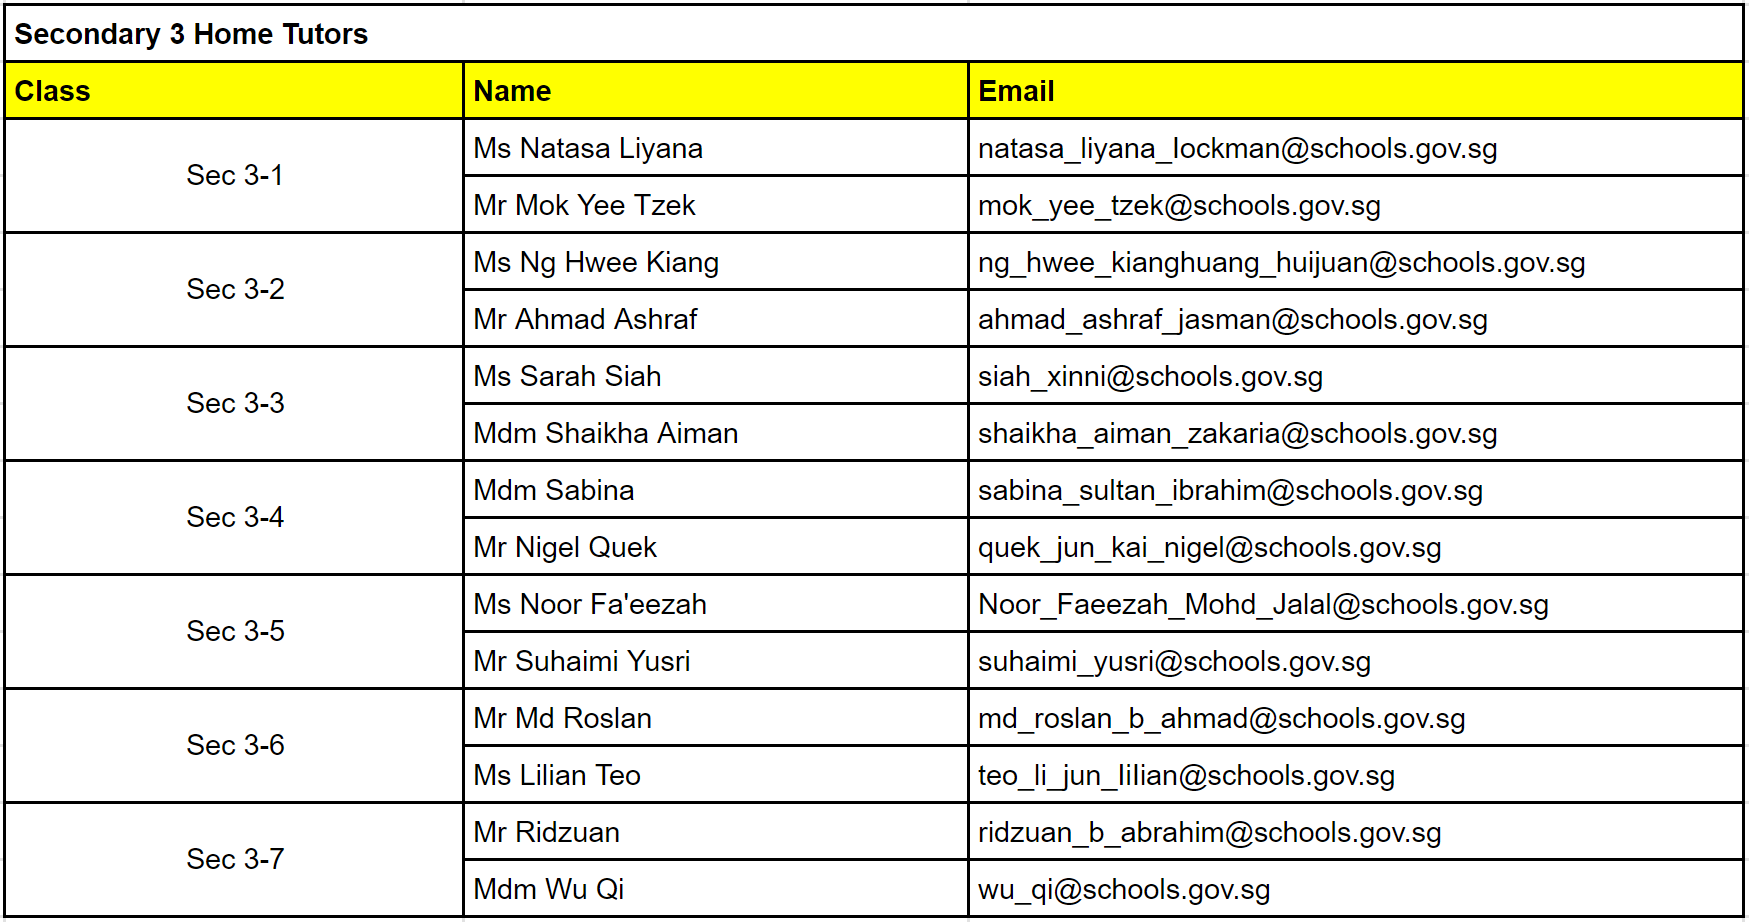 Secondary 3 Home Tutors
Class Name Email
Sec 3-1
Ms Natasa Liyana natasa_liyana_lockman@schools.gov.sg
Mr Mok Yee Tzek mok_yee_tzek@schools.gov.sg
Sec 3-2
Ms Ng Hwee Kiang ng_hwee_kianghuang_huijuan@schools.gov.sg
Mr Ahmad Ashraf ahmad_ashraf_jasman@schools.gov.sg
Sec 3-3
Ms Sarah Siah siah_xinni@schools.gov.sg
Mdm Shaikha Aiman shaikha_aiman_zakaria@schools.gov.sg
Sec 3-4
Mdm Sabina sabina_sultan_ibrahim@schools.gov.sg
Mr Nigel Quek quek_jun_kai_nigel@schools.gov.sg
Sec 3-5
Ms Noor Fa'eezah Noor_Faeezah_Mohd_Jalal@schools.gov.sg
Mr Suhaimi Yusri suhaimi_yusri@schools.gov.sg
Sec 3-6
Mr Md Roslan md_roslan_b_ahmad@schools.gov.sg
Ms Lilian Teo teo_li_jun_lilian@schools.gov.sg
Sec 3-7
Mr Ridzuan ridzuan_b_abrahim@schools.gov.sg
Mdm Wu Qi wu_qi@schools.gov.sg